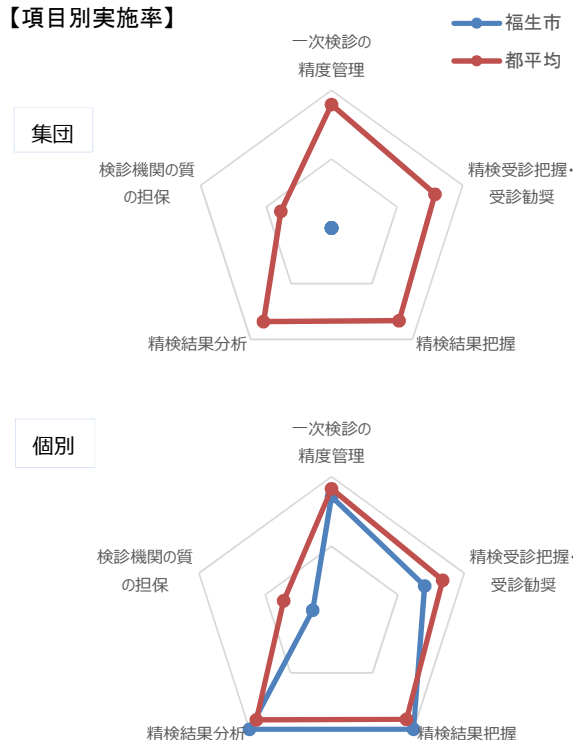 【項目別実施率】
福生市
都平均
集団
一次検診の
精度管理
精検受診把握・
受診勧奨
精検結果把握
精検結果分析
検診機関の質
の担保
個別
一次検診の
精度管理
精検受診把握・
受診勧奨
精検結果把握
精検結果分析
検診機関の質
の担保